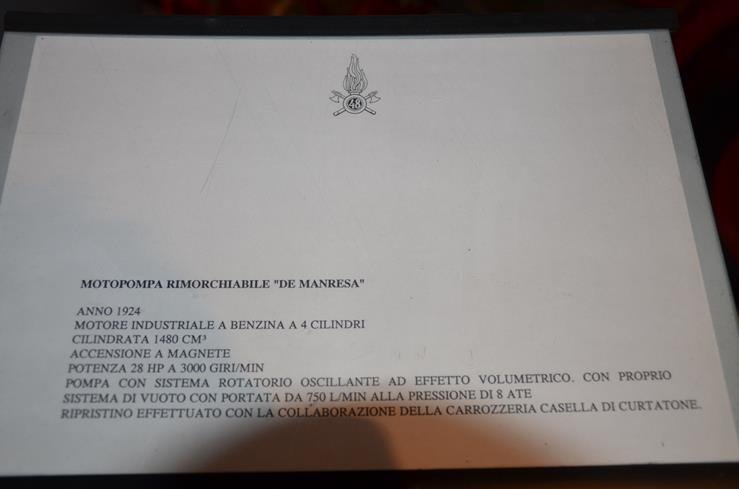 48
MOTOPOMPA RIMORCHIABILE "DE MANRESA"
ANNO 1924
MOTORE INDUSTRIALE A BENZINA A 4 CILINDRI
CILINDRATA 1480 CM³
ACCENSIONE A MAGNETE
POTENZA 28 HP A 3000 GIRI/MIN
POMPA CON SISTEMA ROTATORIO OSCILLANTE AD EFFETTO VOLUMETRICO. CON PROPRIO
SISTEMA DI VUOTO CON PORTATA DA 750 L/MIN ALLA PRESSIONE DI 8 ATE
RIPRISTINO EFFETTUATO CON LA COLLABORAZIONE DELLA CARROZZERIA CASELLA DI CURTATONE.